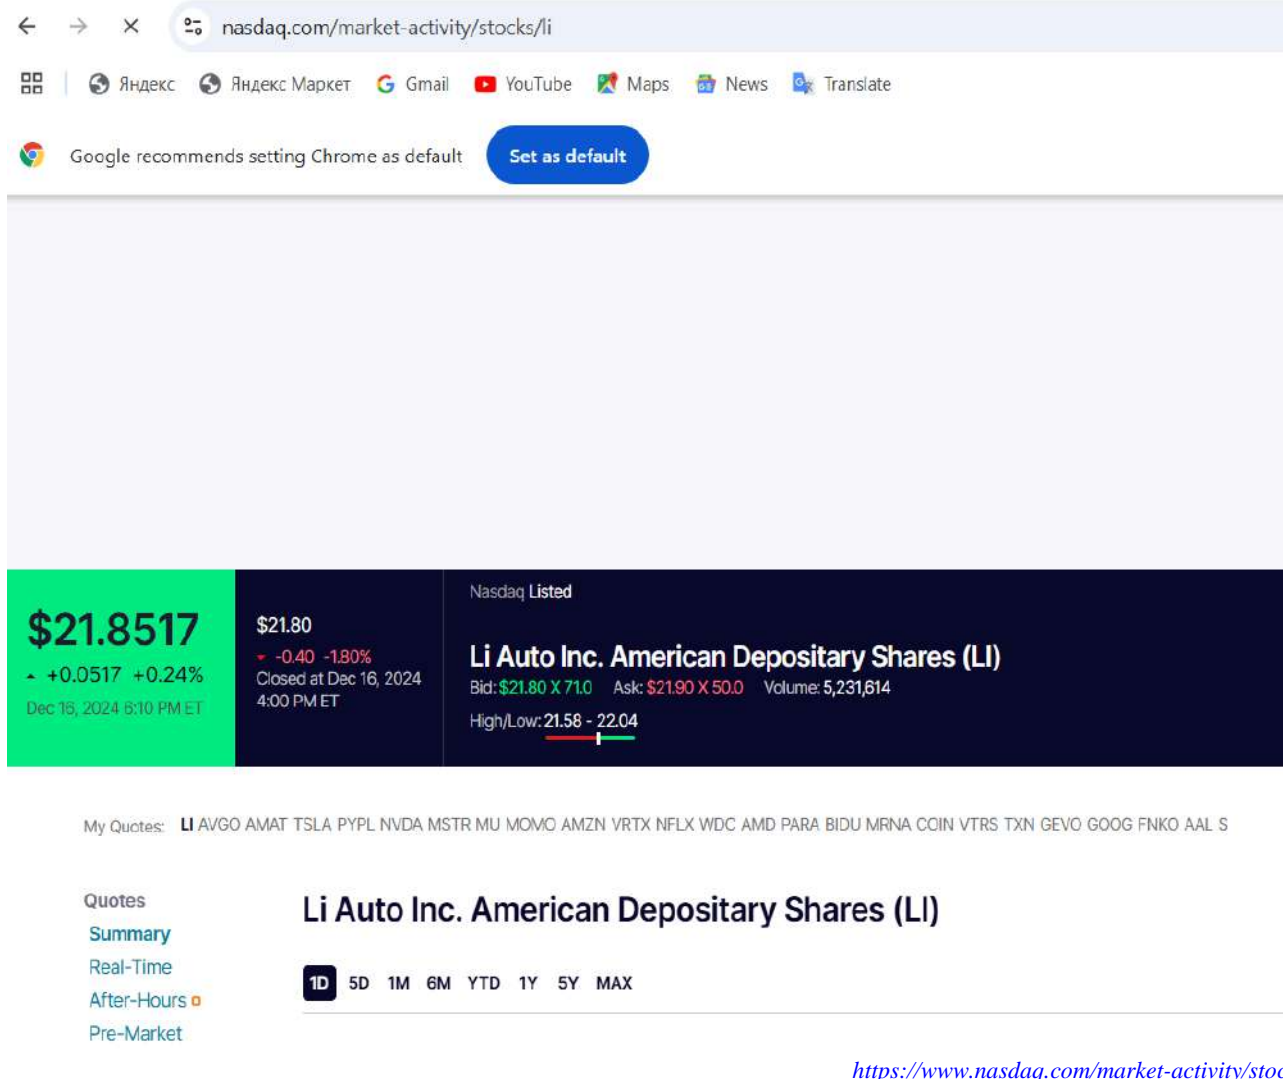 nasdaq.com/market-activity/stocks/li
Яндекс Яндекс Маркет Gmail YouTube Maps News Translate
Google recommends setting Chrome as default Set as default
Nasdaq Listed
$21.8517
+0.0517 +0.24%
Dec 16, 2024 6:10 PM ET
$21.80
-0.40 -1.80%
Closed at Dec 16, 2024
4:00 PM ET
Li Auto Inc. American Depositary Shares (LI)
Bid: $21.80 X 71.0 Ask: $21.90 X 50.0 Volume: 5,231,614
High/Low: 21.58 - 22.04
My Quotes: LI AVGO AMAT TSLA PYPL NVDA MSTR MU MOMO AMZN VRTX NFLX WDC AMD PARA BIDU MRNA COIN VTRS TXN GEVO GOOG FNKO AAL S
Quotes
Summary
Real-Time
After-Hours
Pre-Market
Li Auto Inc. American Depositary Shares (LI)
1D 5D 1M 6M YTD 1Y 5Y MAX
https://www.nasdaq.com/market-activity/stoc